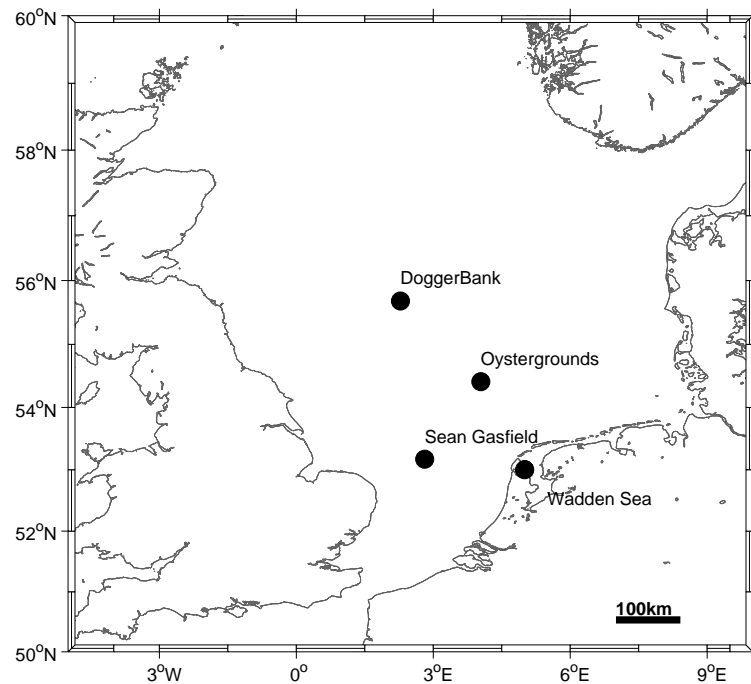 60°N
58°N
56°N
54°N
52°N
50°N
DoggerBank
Oystergrounds
Sean Gasfield
Wadden Sea
100km
3°W
0°
3°E
6°E
9°E